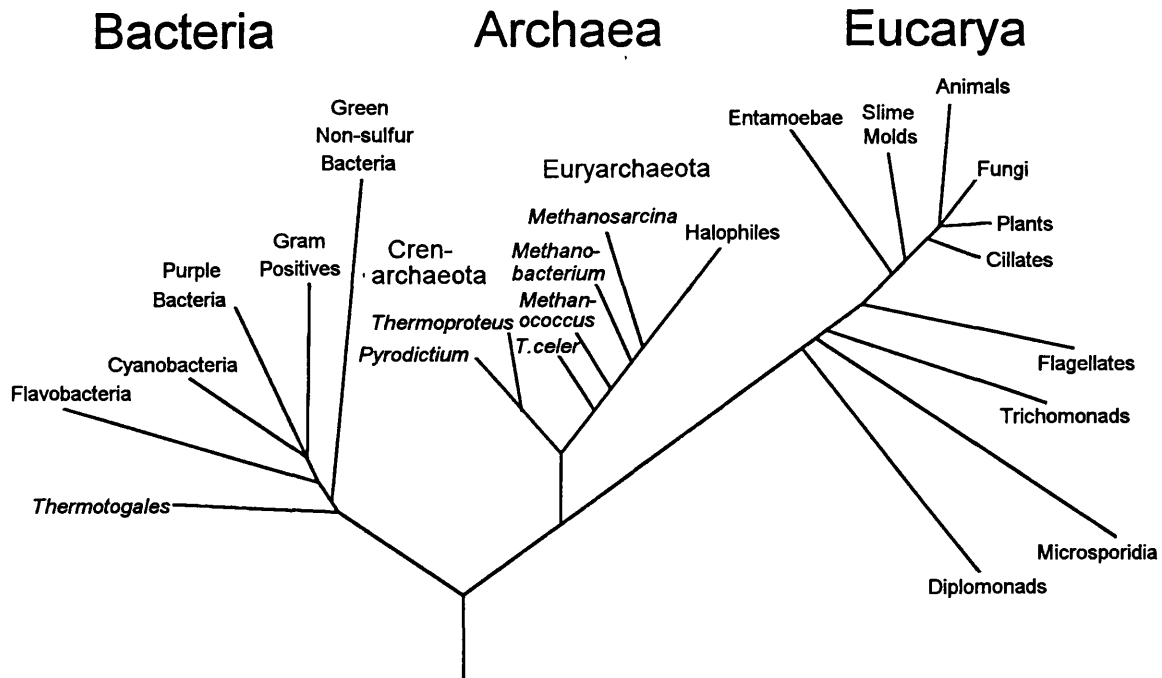 Bacteria
Archaea
Eucarya
Green
Non-sulfur
Bacteria
Gram
Positives
Purple
Bacteria
Cyanobacteria
Flavobacteria
Thermotogales
Cren-
archaeota
Thermoproteus
Pyrodictium
Euryarchaeota
Methanosarcina
Methano-
bacterium
Methan-
ococcus
T.celer
Halophiles
Entamoebae
Slime
Molds
Animals
Fungi
Plants
Cillates
Flagellates
Trichomonads
Microsporidia
Diplomonads